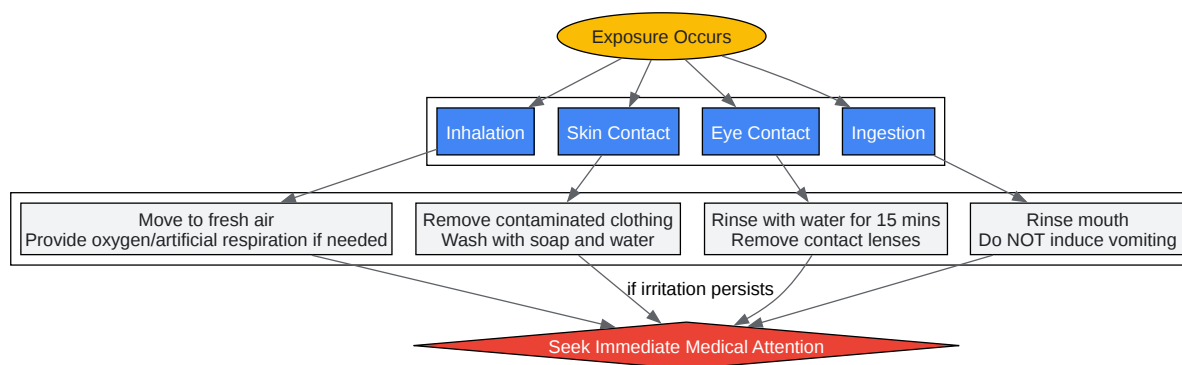 Exposure Occurs
Inhalation
Skin Contact
Eye Contact
Ingestion
Move to fresh air
Provide oxygen/artificial respiration if needed
Remove contaminated clothing
Wash with soap and water
Rinse with water for 15 mins
Remove contact lenses
Rinse mouth
Do NOT induce vomiting
if irritation persists
Seek Immediate Medical Attention